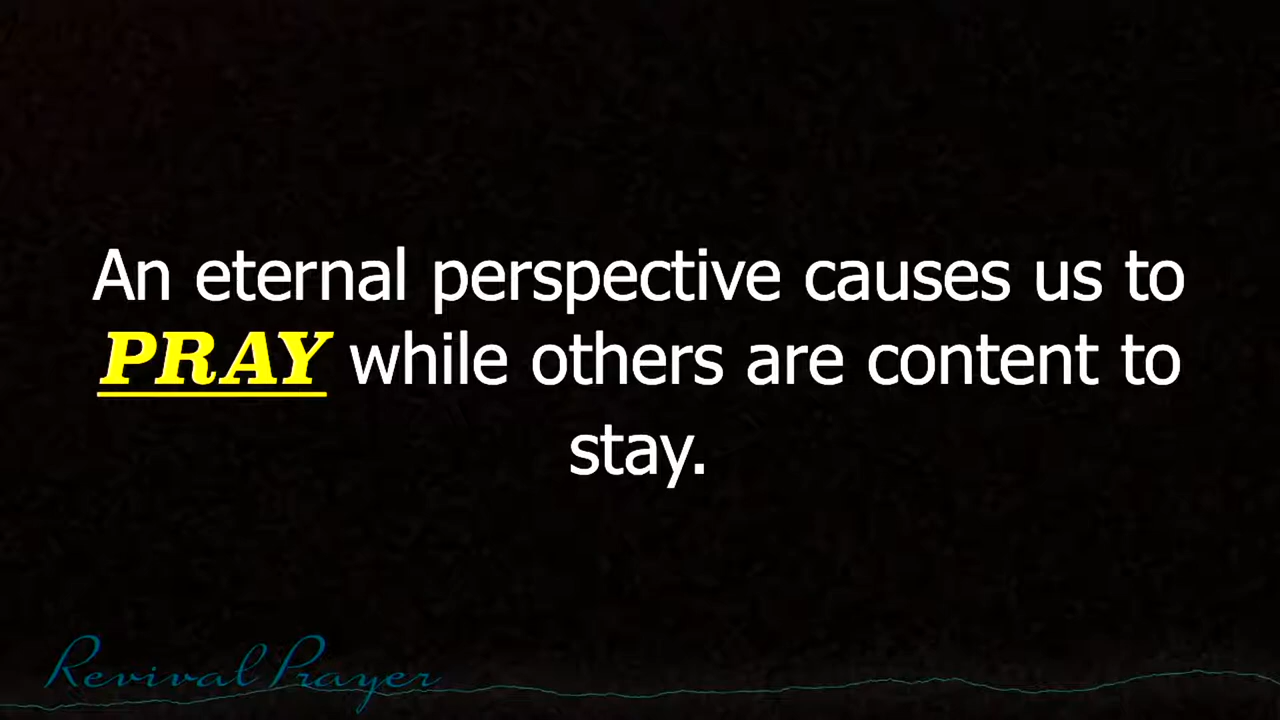 An eternal perspective causes us to
PRAY while others are content to
stay.
Revival Prayer